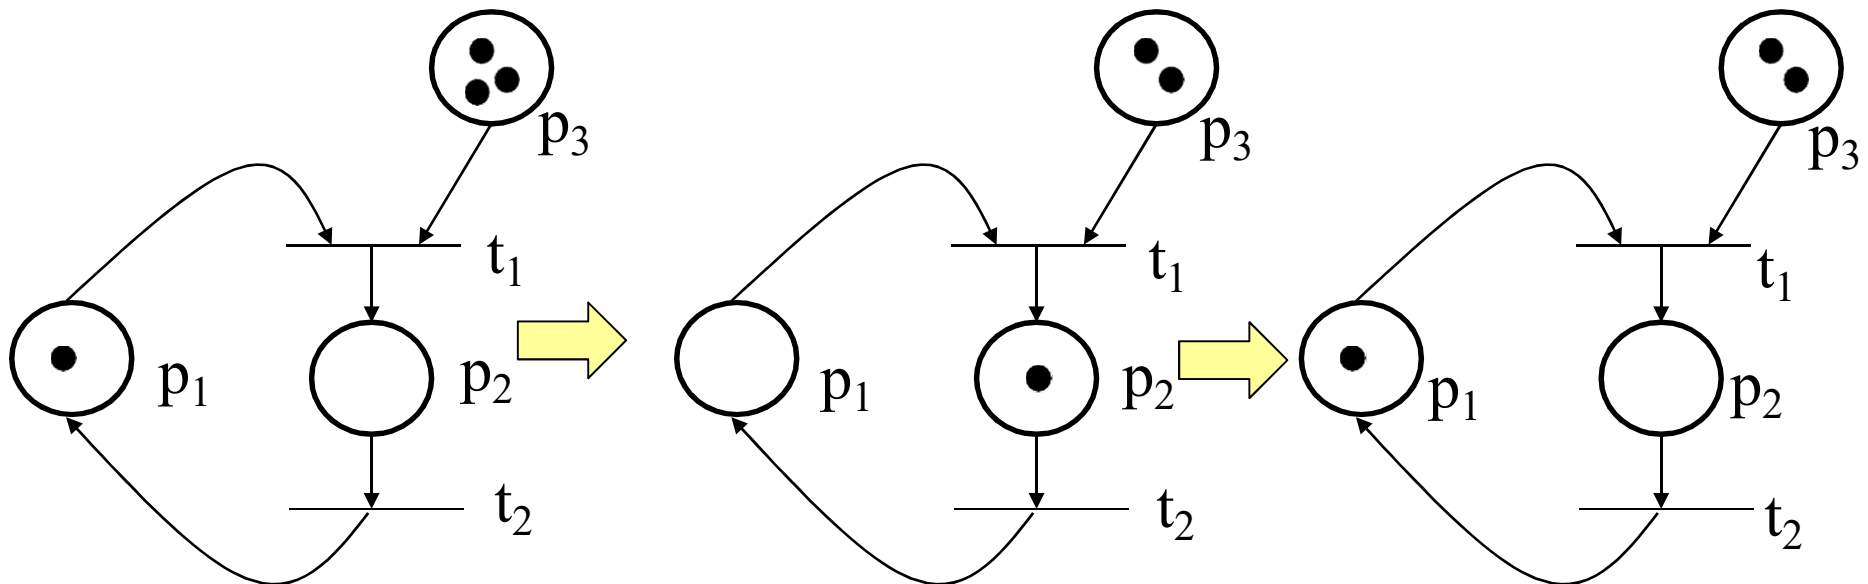 p₃
t₁
p₁
p₂
t₂
p₃
t₁
p₁
p₂
t₂
p₃
t₁
p₁
p₂
t₂